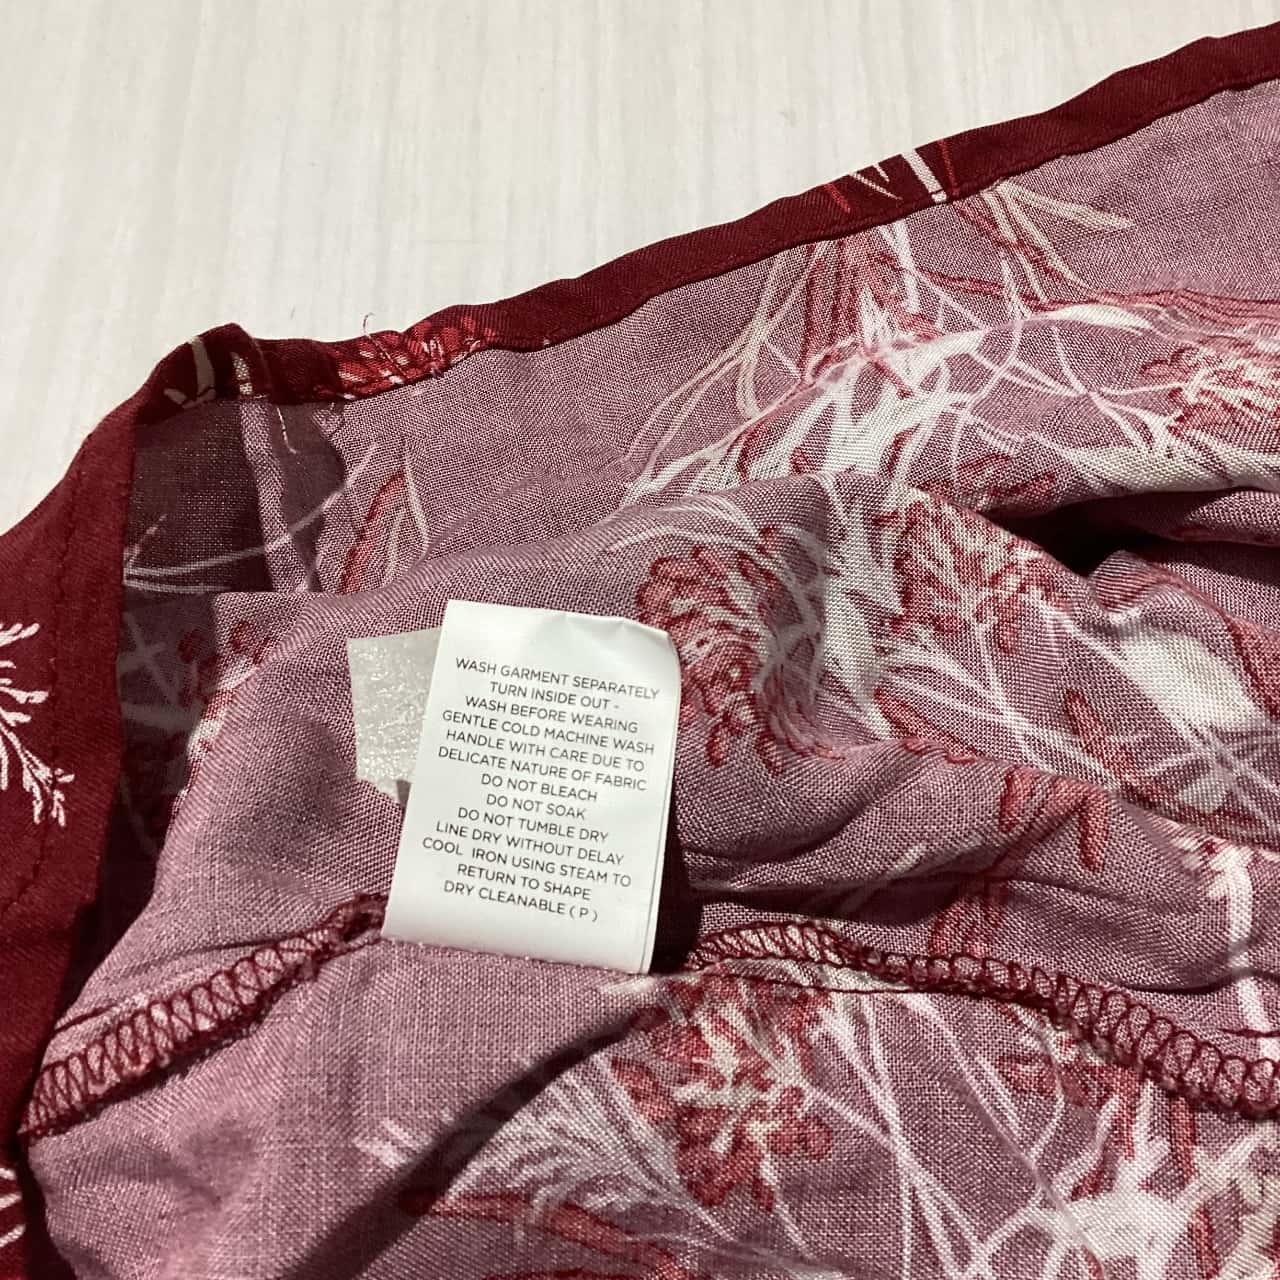 WASH GARMENT SEPARATELY
TURN INSIDE OUT -
WASH BEFORE WEARING
GENTLE COLD MACHINE WASH
HANDLE WITH CARE DUE TO
DELICATE NATURE OF FABRIC
DO NOT BLEACH
DO NOT SOAK
DO NOT TUMBLE DRY
LINE DRY WITHOUT DELAY
COOL IRON USING STEAM TO
RETURN TO SHAPE
DRY CLEANABLE ( P )